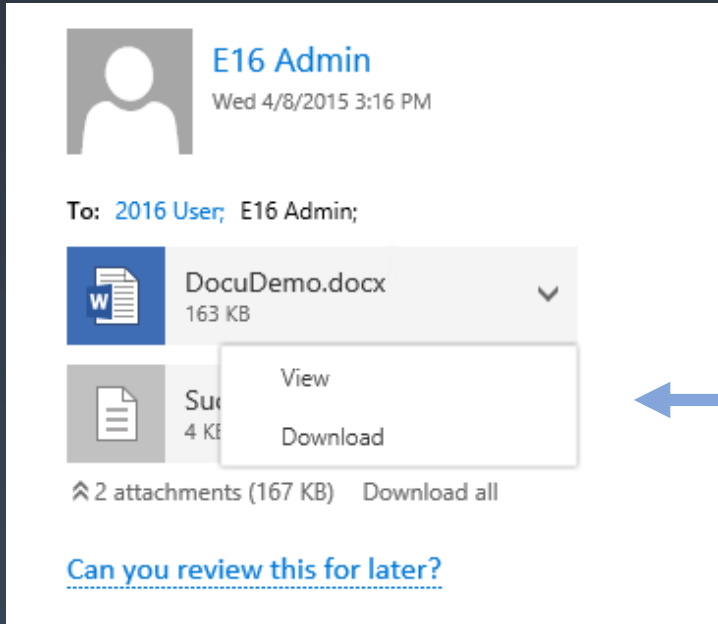 E16 Admin
Wed 4/8/2015 3:16 PM
To: 2016 User; E16 Admin;
W
DocuDemo.docx
163 KB
View
4
Download
2 attachments (167 KB) Download all
Can you review this for later?